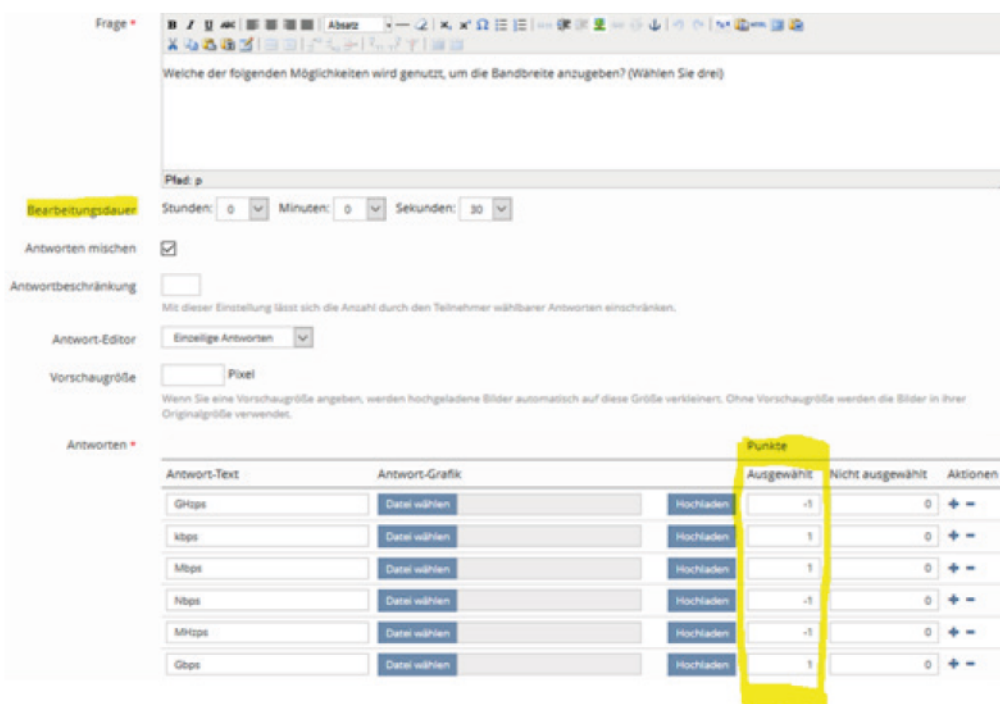 Frage *
B I U ABC Absatz
Welche der folgenden Möglichkeiten wird genutzt, um die Bandbreite anzugeben? (Wählen Sie drei)
Pfad: p
Bearbeitungsdauer Stunden: 0 Minuten: 0 Sekunden: 30
Antworten mischen
Antwortbeschränkung
Mit dieser Einstellung lässt sich die Anzahl durch den Teilnehmer wählbarer Antworten einschränken.
Antwort-Editor Einzeilige Antworten
Vorschaugröße Pixel
Wenn Sie eine Vorschaugröße angeben, werden hochgeladene Bilder automatisch auf diese Größe verkleinert. Ohne Vorschaugröße werden die Bilder in ihrer
Originalgröße verwendet.
Antworten * Punkte
Antwort-Text Antwort-Grafik Ausgewählt Nicht ausgewählt Aktionen
GHzps Datei wählen Hochladen -1 0
kbps Datei wählen Hochladen 1 0
Mbps Datei wählen Hochladen 1 0
Nbps Datei wählen Hochladen -1 0
MHzps Datei wählen Hochladen -1 0
Gbps Datei wählen Hochladen 1 0